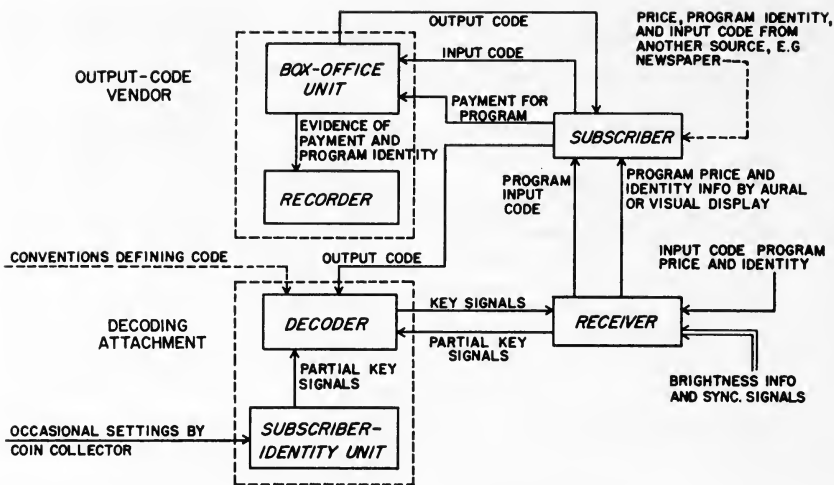 OUTPUT CODE
PRICE, PROGRAM IDENTITY,
AND INPUT CODE FROM
ANOTHER SOURCE, E.G
NEWSPAPER
INPUT CODE
OUTPUT-CODE
VENDOR
BOX-OFFICE
UNIT
PAYMENT FOR
PROGRAM
SUBSCRIBER
EVIDENCE OF
PAYMENT AND
PROGRAM IDENTITY
RECORDER
PROGRAM
INPUT
CODE
PROGRAM PRICE AND
IDENTITY INFO BY AURAL
OR VISUAL DISPLAY
CONVENTIONS DEFINING CODE
OUTPUT CODE
INPUT CODE PROGRAM
PRICE AND IDENTITY
DECODING
ATTACHMENT
DECODER
KEY SIGNALS
PARTIAL KEY
SIGNALS
RECEIVER
PARTIAL KEY
SIGNALS
BRIGHTNESS INFO
AND SYNC. SIGNALS
OCCASIONAL SETTINGS BY
COIN COLLECTOR
SUBSCRIBER-
IDENTITY UNIT